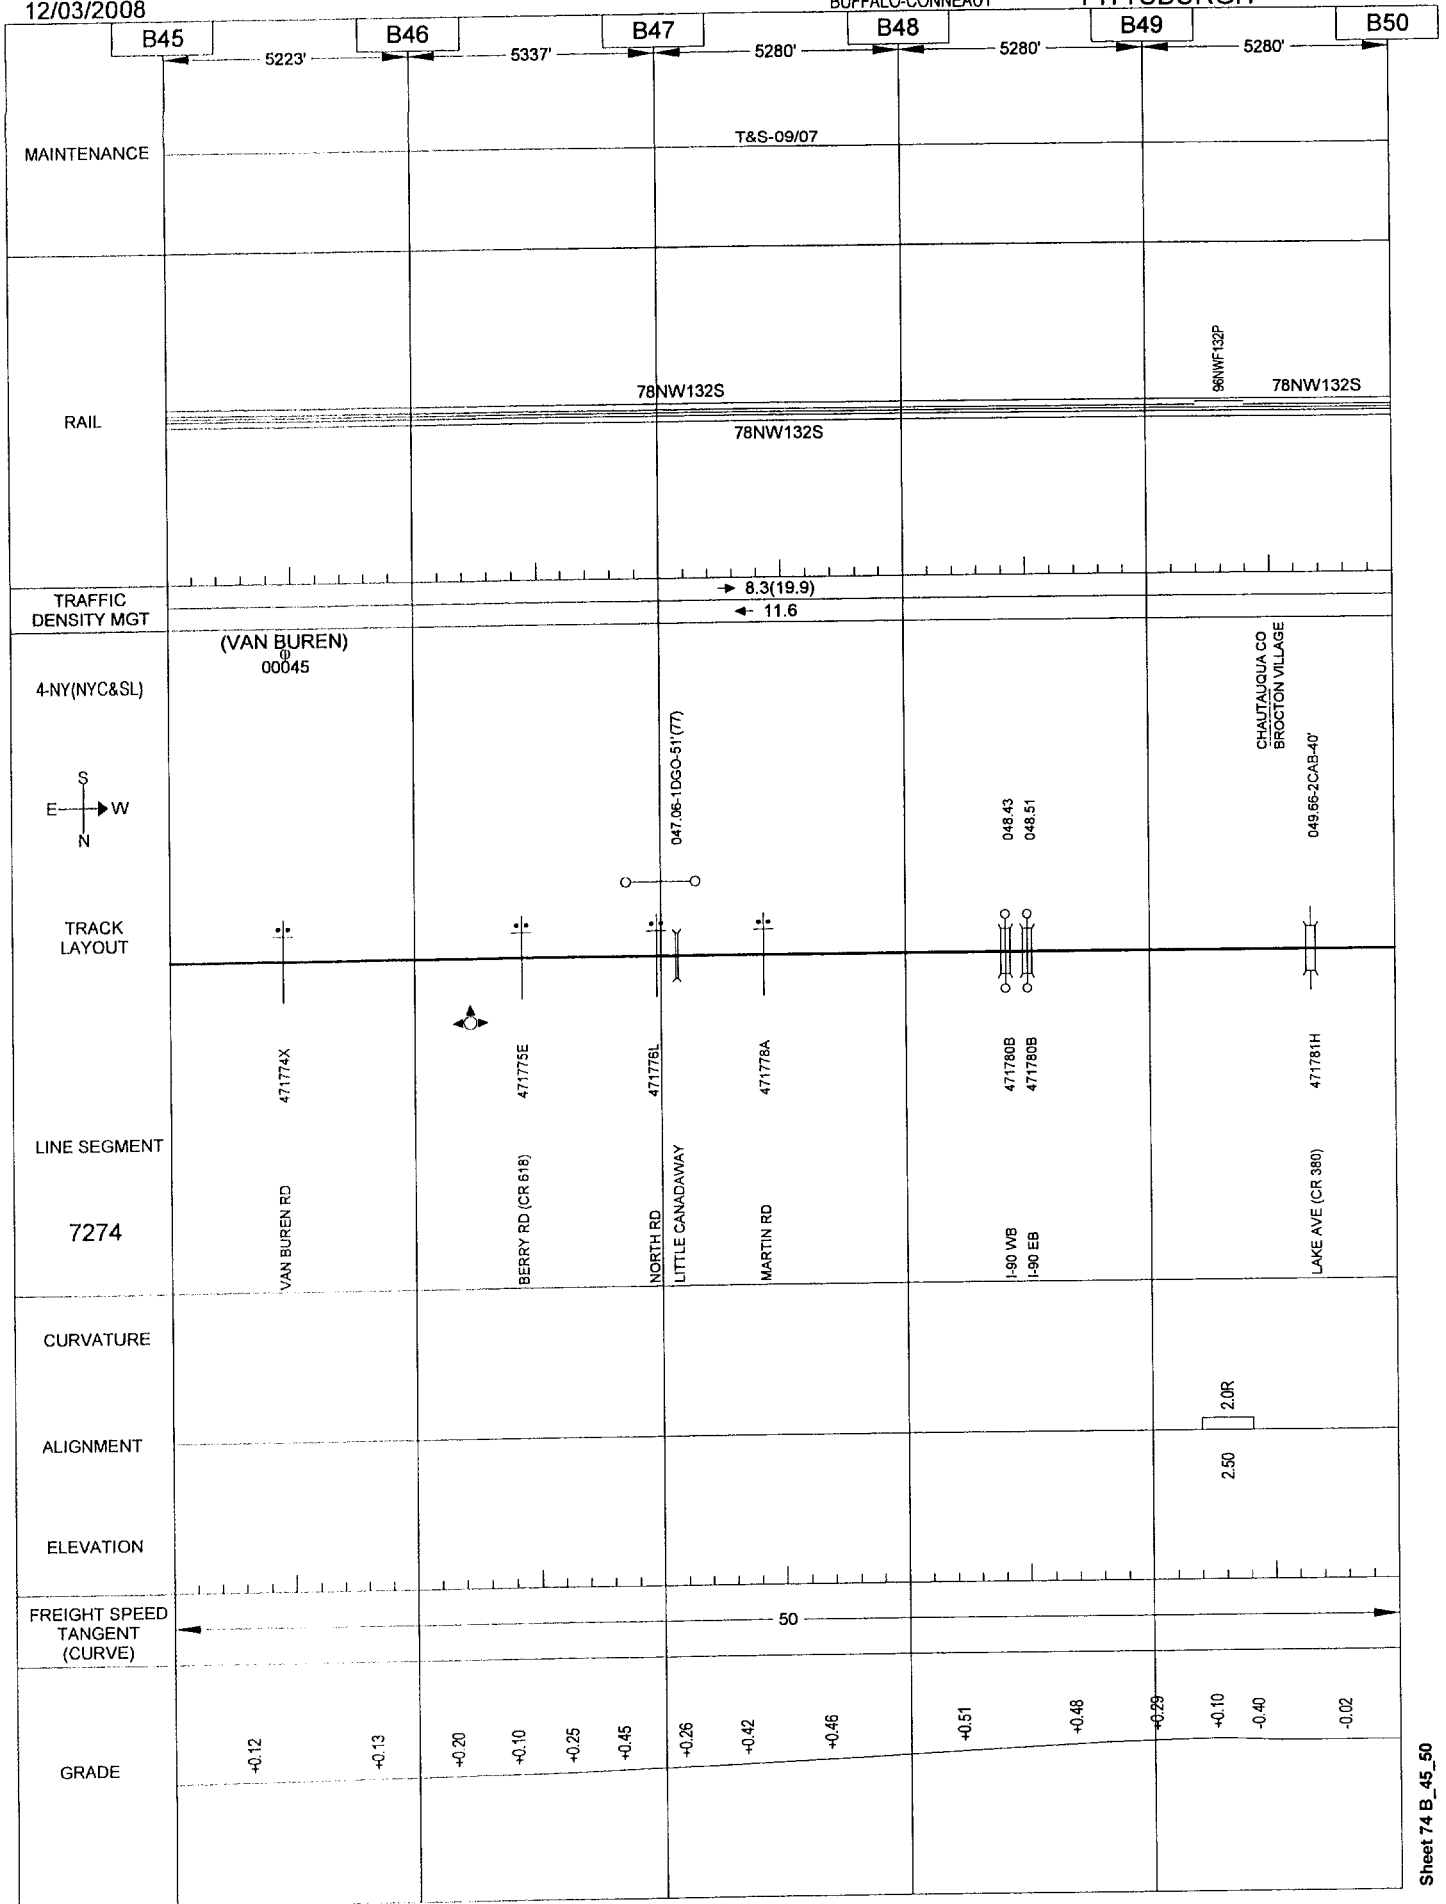 12/03/2008
BUFFALO-CONNEAUT
PITTSBURGH
B45
B46
B47
B48
B49
B50
5223'
5337'
5280'
5280'
5280'
MAINTENANCE
T&S-09/07
RAIL
78NW132S
78NW132S
96NWF132P
78NW132S
TRAFFIC
DENSITY MGT
8.3(19.9)
11.6
4-NY(NYC&SL)
(VAN BUREN)
00045
S
E
W
N
047.06-1DGO-51'(77)
048.43
048.51
CHAUTAUQUA CO
BROCTON VILLAGE
049.66-2CAB-40'
TRACK
LAYOUT
471774X
471775E
471776L
471778A
471780B
471780B
471781H
LINE SEGMENT
7274
VAN BUREN RD
BERRY RD (CR 618)
NORTH RD
LITTLE CANADAWAY
MARTIN RD
I-90 WB
I-90 EB
LAKE AVE (CR 380)
CURVATURE
2.0R
ALIGNMENT
2.50
ELEVATION
FREIGHT SPEED
TANGENT
(CURVE)
50
GRADE
+0.12
+0.13
+0.20
+0.10
+0.25
+0.45
+0.26
+0.42
+0.46
+0.51
+0.48
+0.29
+0.10
-0.40
-0.02
Sheet 74 B_45_50